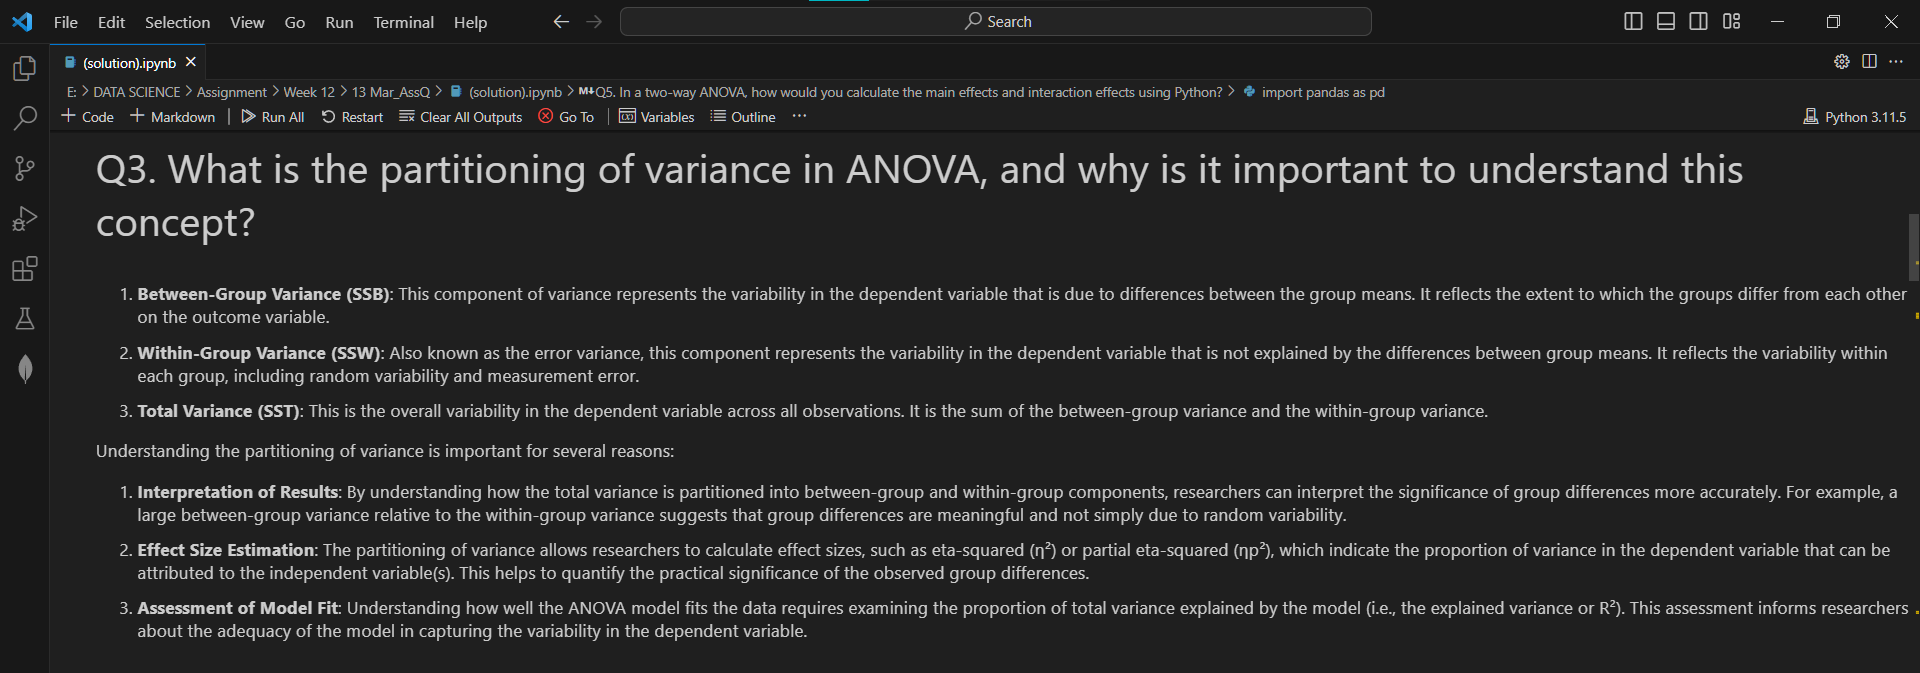 File Edit Selection View Go Run Terminal Help
Search
(solution).ipynb
E: > DATA SCIENCE > Assignment > Week 12 > 13 Mar_AssQ > (solution).ipynb > M↓Q5. In a two-way ANOVA, how would you calculate the main effects and interaction effects using Python? > import pandas as pd
+ Code + Markdown | Run All Restart Clear All Outputs Go To | Variables Outline ··· Python 3.11.5
Q3. What is the partitioning of variance in ANOVA, and why is it important to understand this
concept?
1. Between-Group Variance (SSB): This component of variance represents the variability in the dependent variable that is due to differences between the group means. It reflects the extent to which the groups differ from each other
on the outcome variable.
2. Within-Group Variance (SSW): Also known as the error variance, this component represents the variability in the dependent variable that is not explained by the differences between group means. It reflects the variability within
each group, including random variability and measurement error.
3. Total Variance (SST): This is the overall variability in the dependent variable across all observations. It is the sum of the between-group variance and the within-group variance.
Understanding the partitioning of variance is important for several reasons:
1. Interpretation of Results: By understanding how the total variance is partitioned into between-group and within-group components, researchers can interpret the significance of group differences more accurately. For example, a
large between-group variance relative to the within-group variance suggests that group differences are meaningful and not simply due to random variability.
2. Effect Size Estimation: The partitioning of variance allows researchers to calculate effect sizes, such as eta-squared (η²) or partial eta-squared (ηp²), which indicate the proportion of variance in the dependent variable that can be
attributed to the independent variable(s). This helps to quantify the practical significance of the observed group differences.
3. Assessment of Model Fit: Understanding how well the ANOVA model fits the data requires examining the proportion of total variance explained by the model (i.e., the explained variance or R²). This assessment informs researchers
about the adequacy of the model in capturing the variability in the dependent variable.